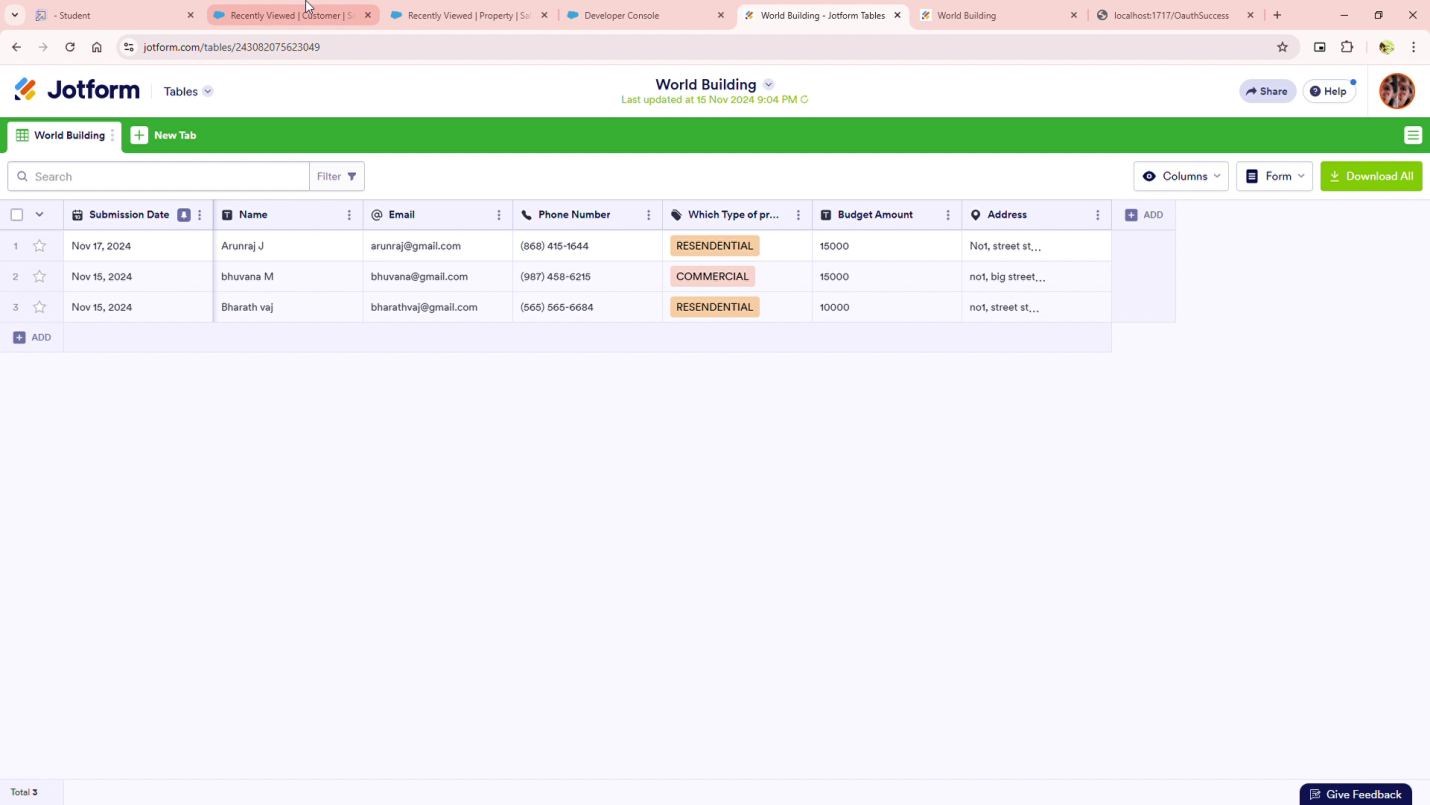 - Student
Recently Viewed | Customer | Sa
Recently Viewed | Property | Sa
Developer Console
World Building - Jotform Tables
World Building
localhost:1717/OauthSuccess
jotform.com/tables/243082075623049
Jotform
Tables
World Building
Share
Help
Last updated at 15 Nov 2024 9:04 PM
World Building
New Tab
Search
Filter
Columns
Form
Download All
Submission Date
Name
Email
Phone Number
Which Type of pr...
Budget Amount
Address
ADD
1 Nov 17, 2024 Arunraj J arunraj@gmail.com (868) 415-1644 RESENDENTIAL 15000 No1, street st...
2 Nov 15, 2024 bhuvana M bhuvana@gmail.com (987) 458-6215 COMMERCIAL 15000 no1, big street...
3 Nov 15, 2024 Bharath vaj bharathvaj@gmail.com (565) 565-6684 RESENDENTIAL 10000 no1, street st...
ADD
Total 3
Give Feedback